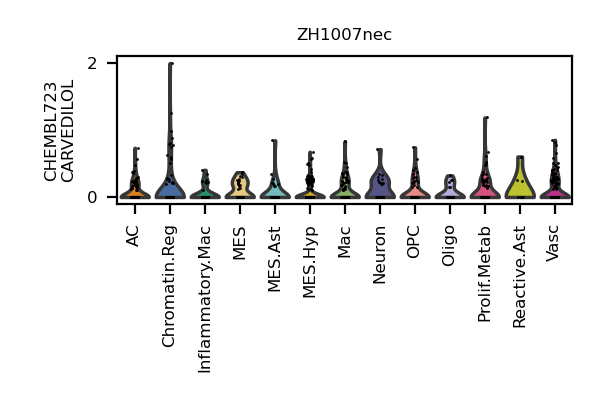 ZH1007nec
CHEMBL723
CARVEDILOL
2
0
AC
Chromatin.Reg
Inflammatory.Mac
MES
MES.Ast
MES.Hyp
Mac
Neuron
OPC
Oligo
Prolif.Metab
Reactive.Ast
Vasc